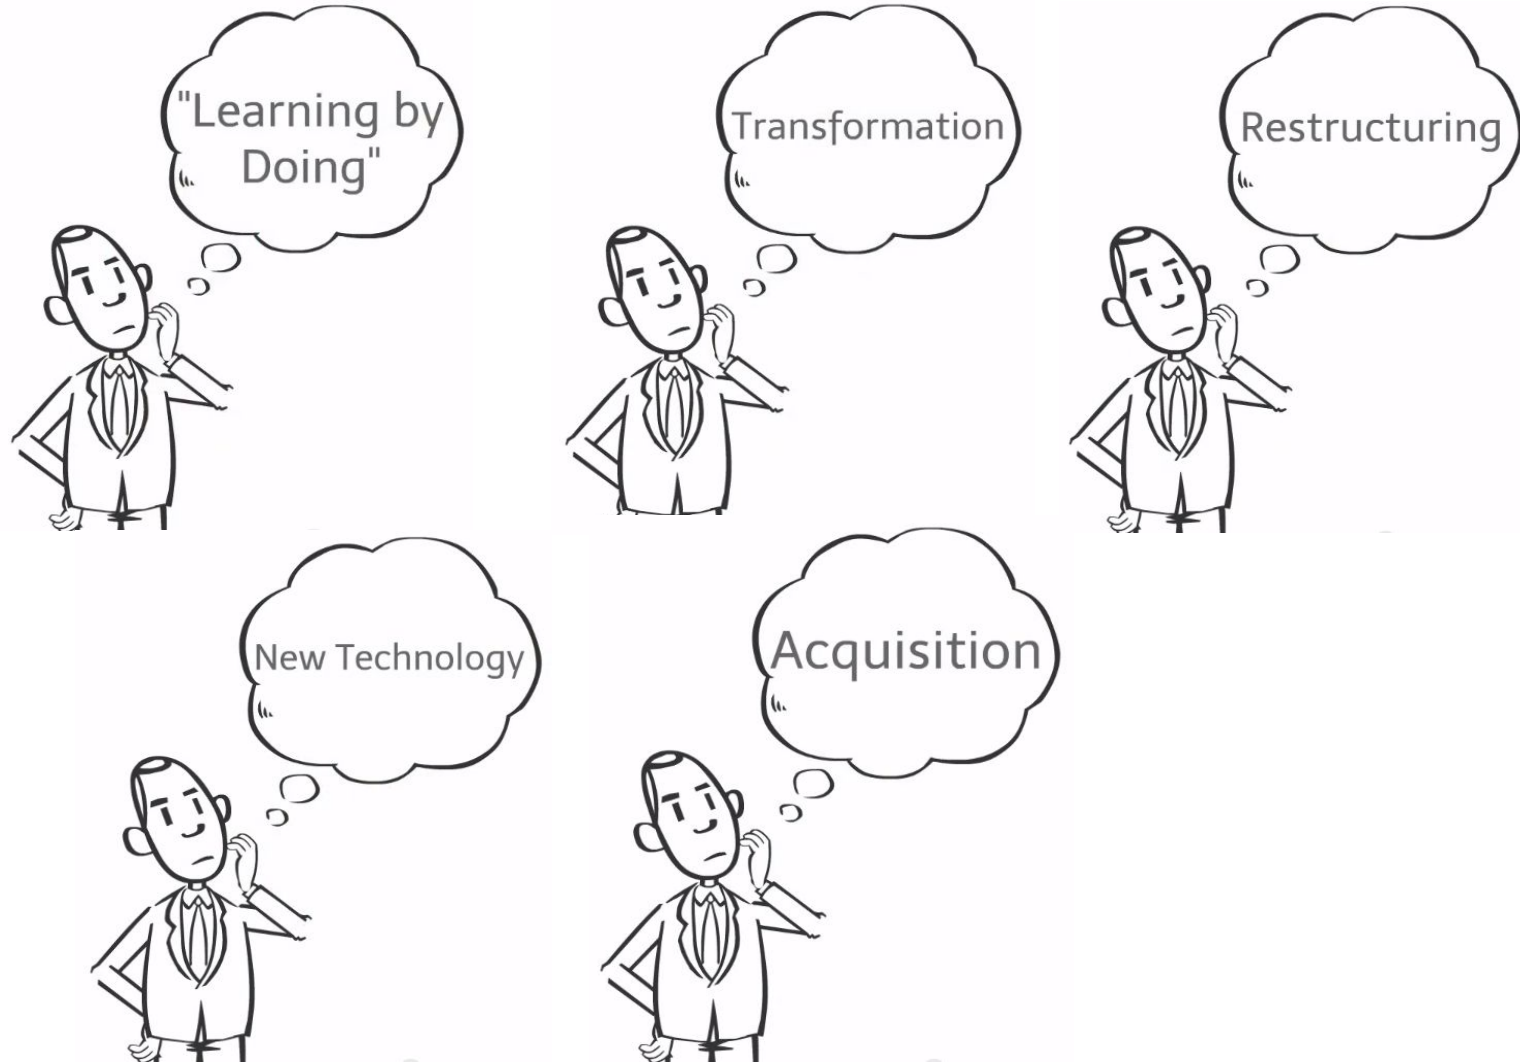 "Learning by
Doing"
Transformation
Restructuring
New Technology
Acquisition